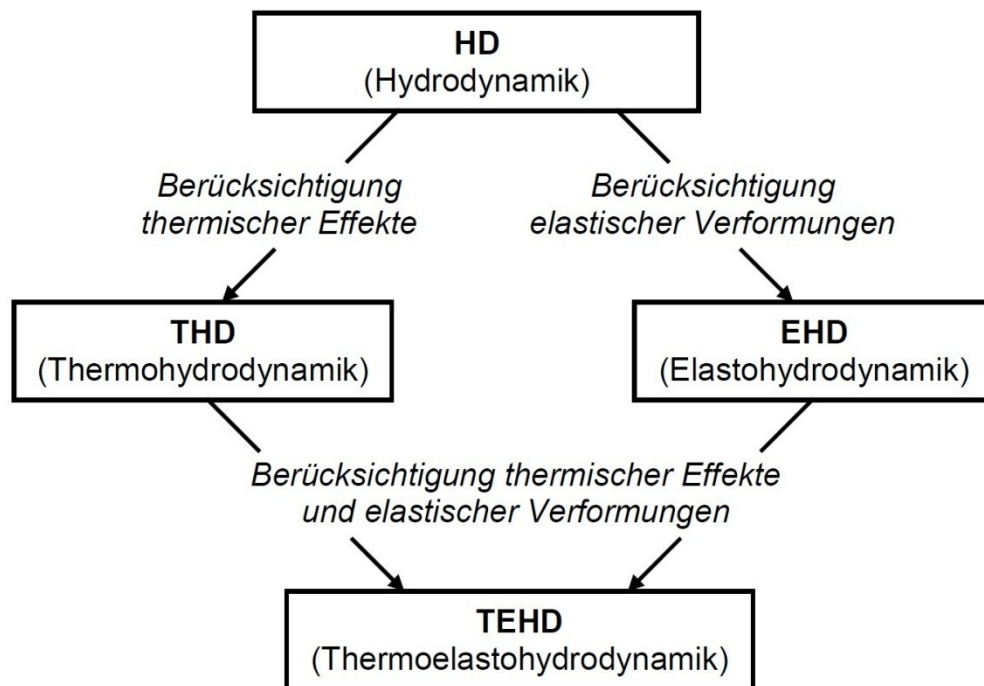 HD
(Hydrodynamik)
Berücksichtigung
thermischer Effekte
Berücksichtigung
elastischer Verformungen
THD
(Thermohydrodynamik)
EHD
(Elastohydrodynamik)
Berücksichtigung thermischer Effekte
und elastischer Verformungen
TEHD
(Thermoelastohydrodynamik)